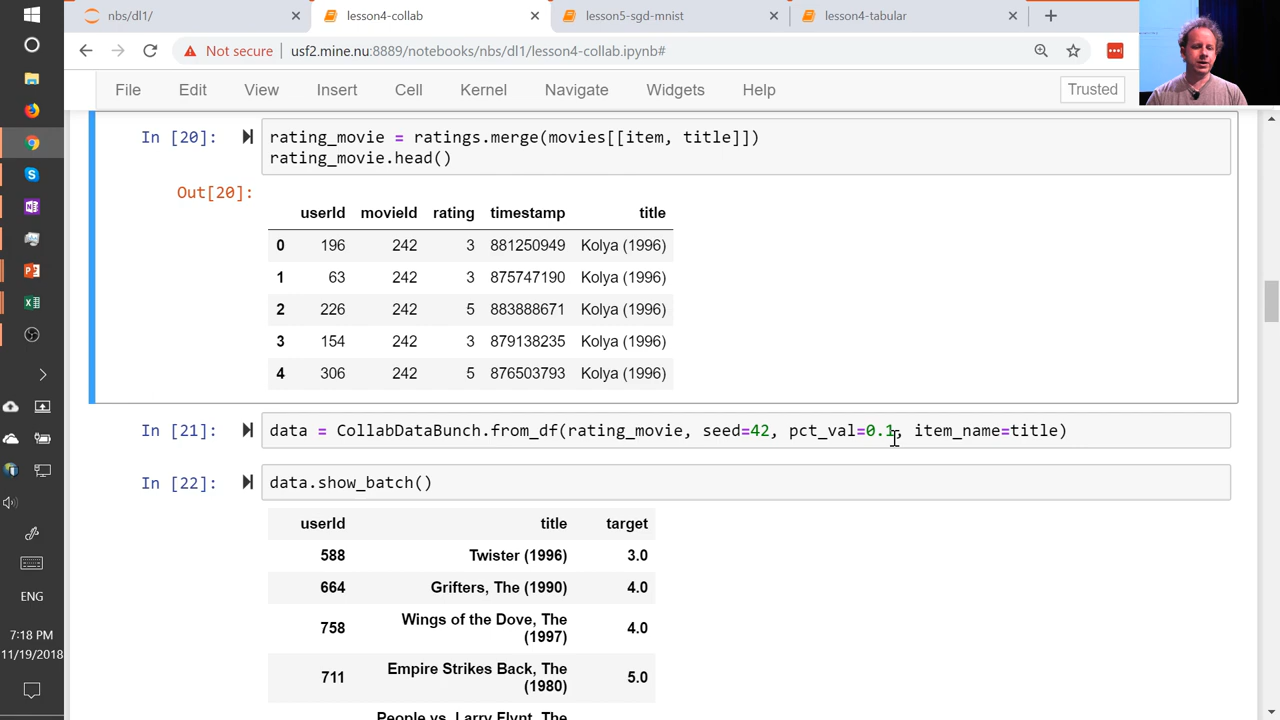 nbs/dl1/
lesson4-collab
lesson5-sgd-mnist
lesson4-tabular
Not secure
usf2.mine.nu:8889/notebooks/nbs/dl1/lesson4-collab.ipynb#
File Edit View Insert Cell Kernel Navigate Widgets Help
Trusted
In [20]:
rating_movie = ratings.merge(movies[[item, title]])
rating_movie.head()
Out[20]:
userId movieId rating timestamp title
0 196 242 3 881250949 Kolya (1996)
1 63 242 3 875747190 Kolya (1996)
2 226 242 5 883888671 Kolya (1996)
3 154 242 3 879138235 Kolya (1996)
4 306 242 5 876503793 Kolya (1996)
In [21]:
data = CollabDataBunch.from_df(rating_movie, seed=42, pct_val=0.1, item_name=title)
In [22]:
data.show_batch()
userId title target
588 Twister (1996) 3.0
664 Grifters, The (1990) 4.0
758 Wings of the Dove, The (1997) 4.0
711 Empire Strikes Back, The (1980) 5.0
People vs. Larry Flynt, The
ENG
7:18 PM
11/19/2018